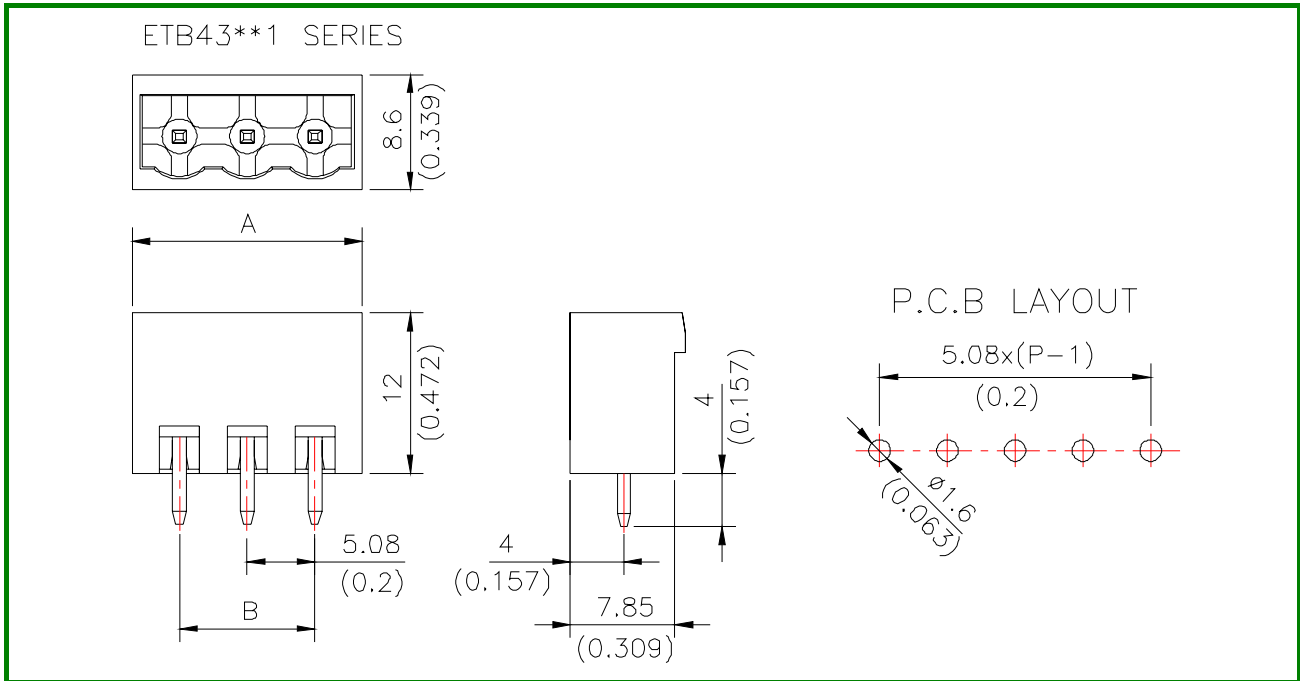 ETB43**1 SERIES
8.6
(0.339)
A
12
(0.472)
5.08
(0.2)
B
4
(0.157)
4
(0.157)
7.85
(0.309)
P.C.B LAYOUT
5.08x(P-1)
(0.2)
ø1.6
(0.063)